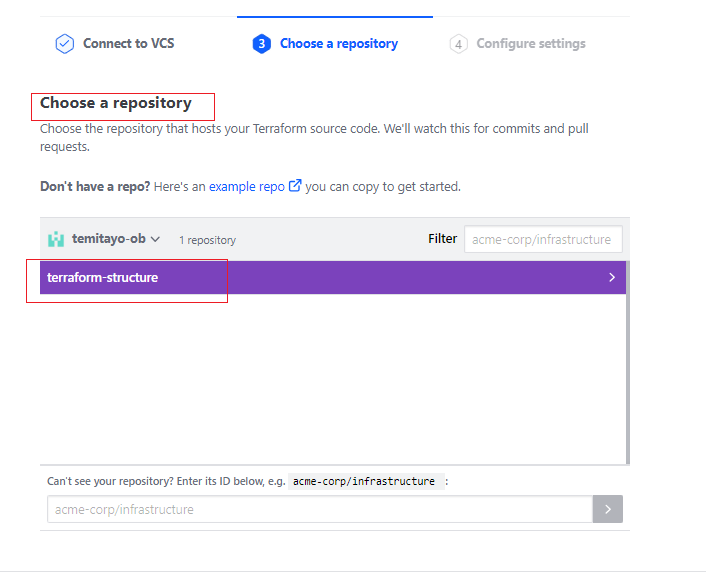 Connect to VCS
3 Choose a repository
4 Configure settings
Choose a repository
Choose the repository that hosts your Terraform source code. We'll watch this for commits and pull
requests.
Don't have a repo? Here's an example repo you can copy to get started.
temitayo-ob 1 repository Filter acme-corp/infrastructure
terraform-structure
Can't see your repository? Enter its ID below, e.g. acme-corp/infrastructure :
acme-corp/infrastructure